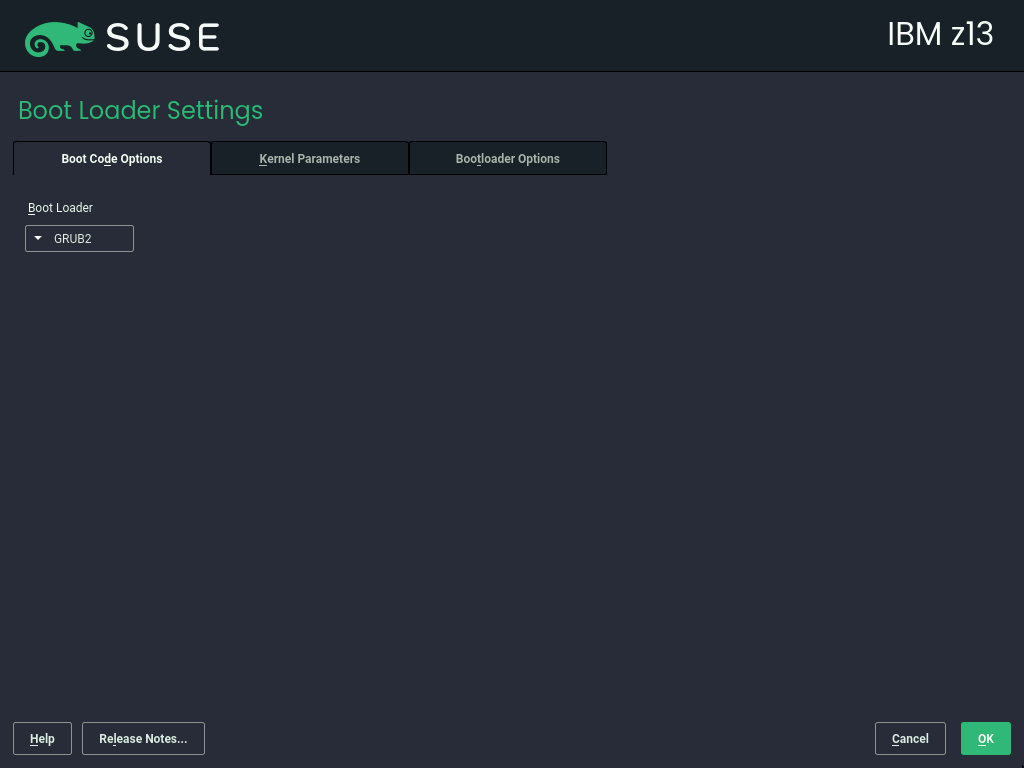 SUSE
IBM z13
Boot Loader Settings
Boot Code Options
Kernel Parameters
Bootloader Options
Boot Loader
GRUB2
Help
Release Notes...
Cancel
OK